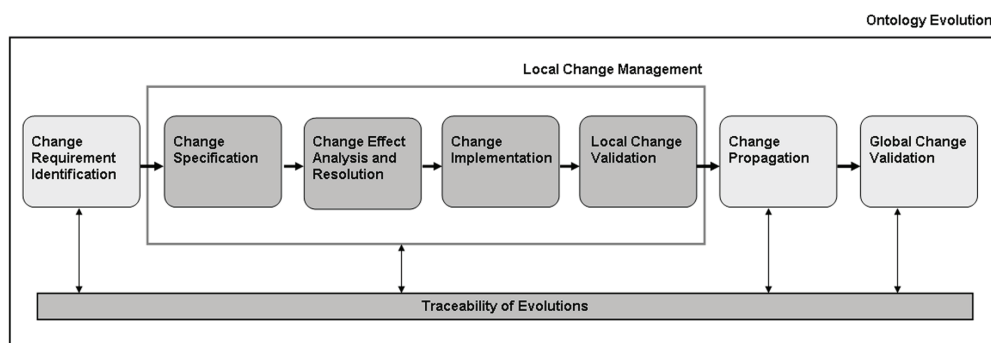 Ontology Evolution
Local Change Management
Change
Requirement
Identification
Change
Specification
Change Effect
Analysis and
Resolution
Change
Implementation
Local Change
Validation
Change
Propagation
Global Change
Validation
Traceability of Evolutions